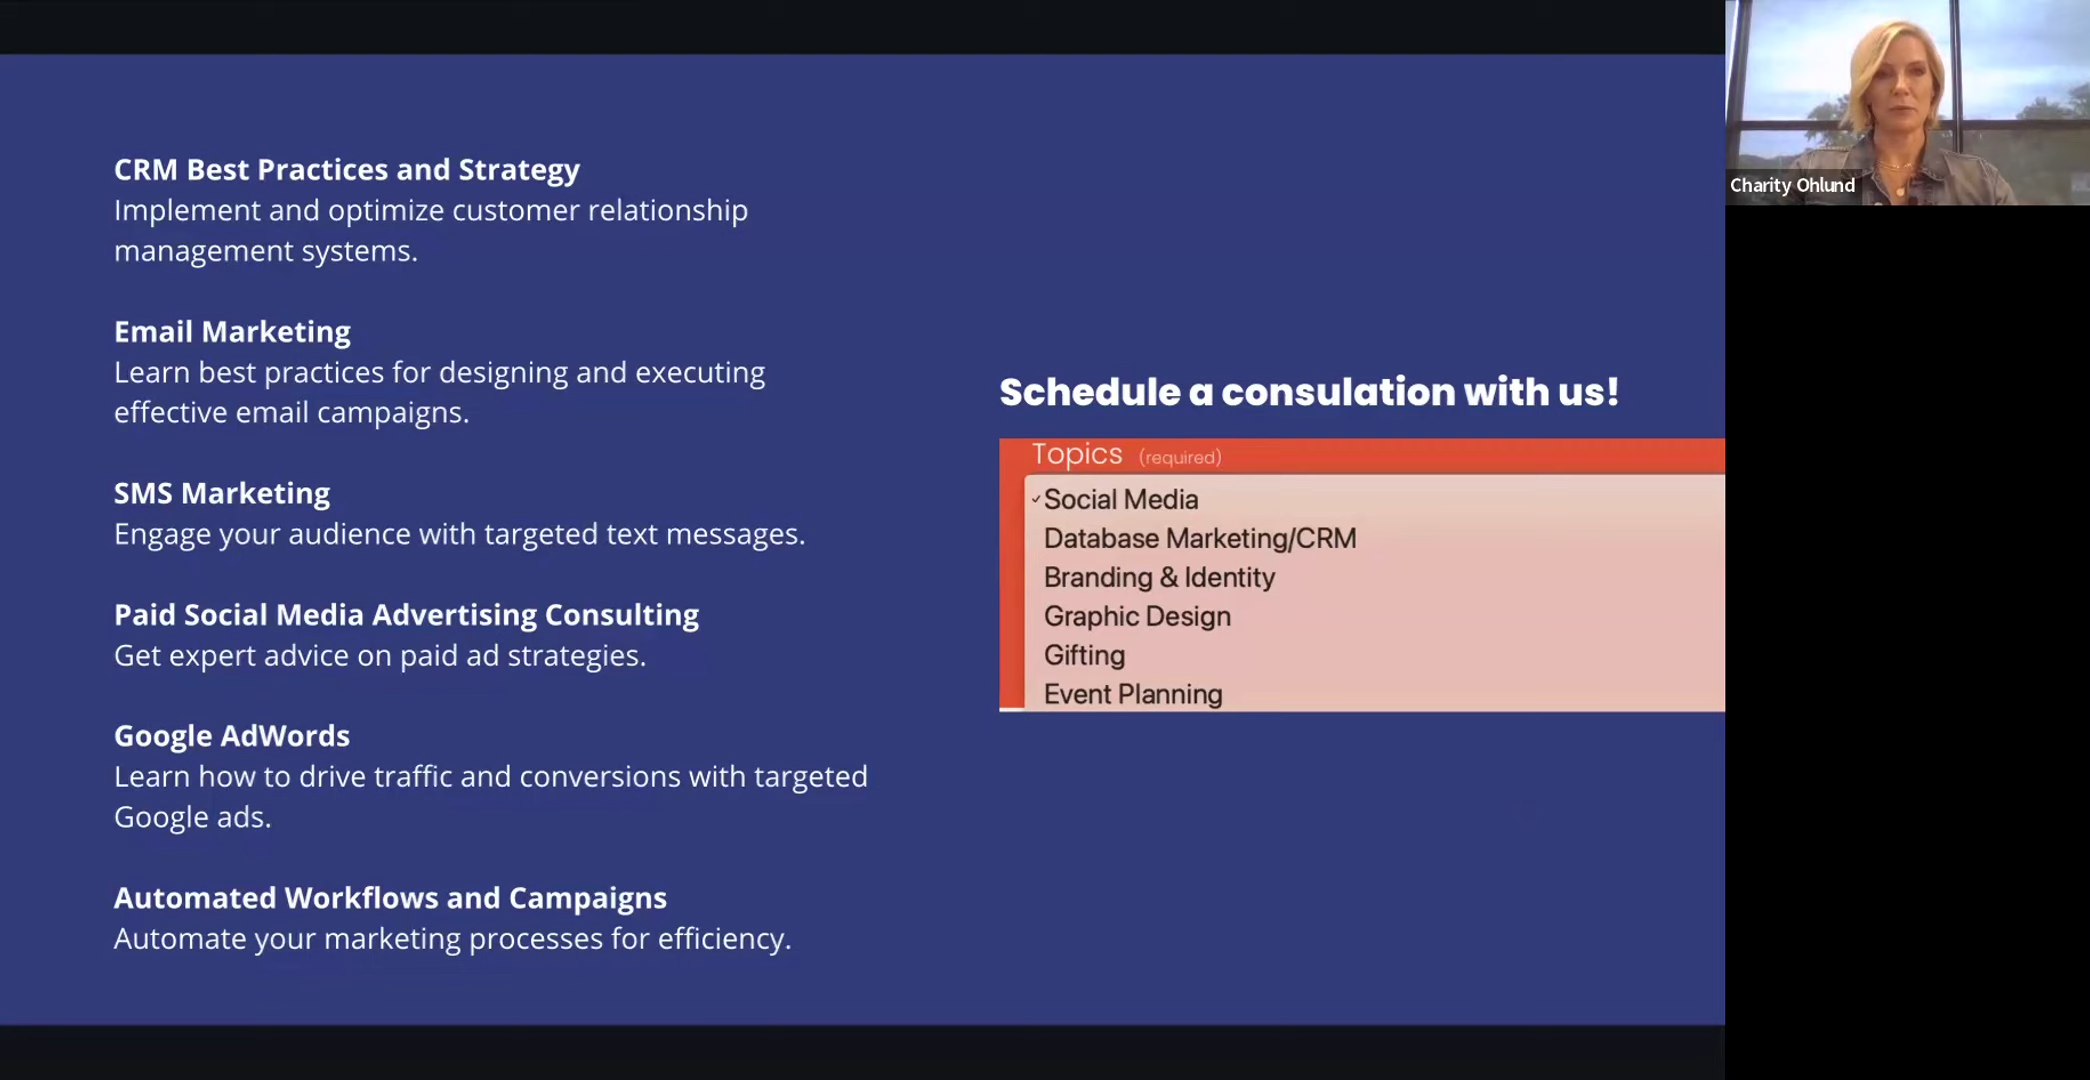 CRM Best Practices and Strategy
Implement and optimize customer relationship
management systems.
Email Marketing
Learn best practices for designing and executing
effective email campaigns.
SMS Marketing
Engage your audience with targeted text messages.
Paid Social Media Advertising Consulting
Get expert advice on paid ad strategies.
Google AdWords
Learn how to drive traffic and conversions with targeted
Google ads.
Automated Workflows and Campaigns
Automate your marketing processes for efficiency.
Schedule a consulation with us!
Topics (required)
✓ Social Media
Database Marketing/CRM
Branding & Identity
Graphic Design
Gifting
Event Planning
Charity Ohlund